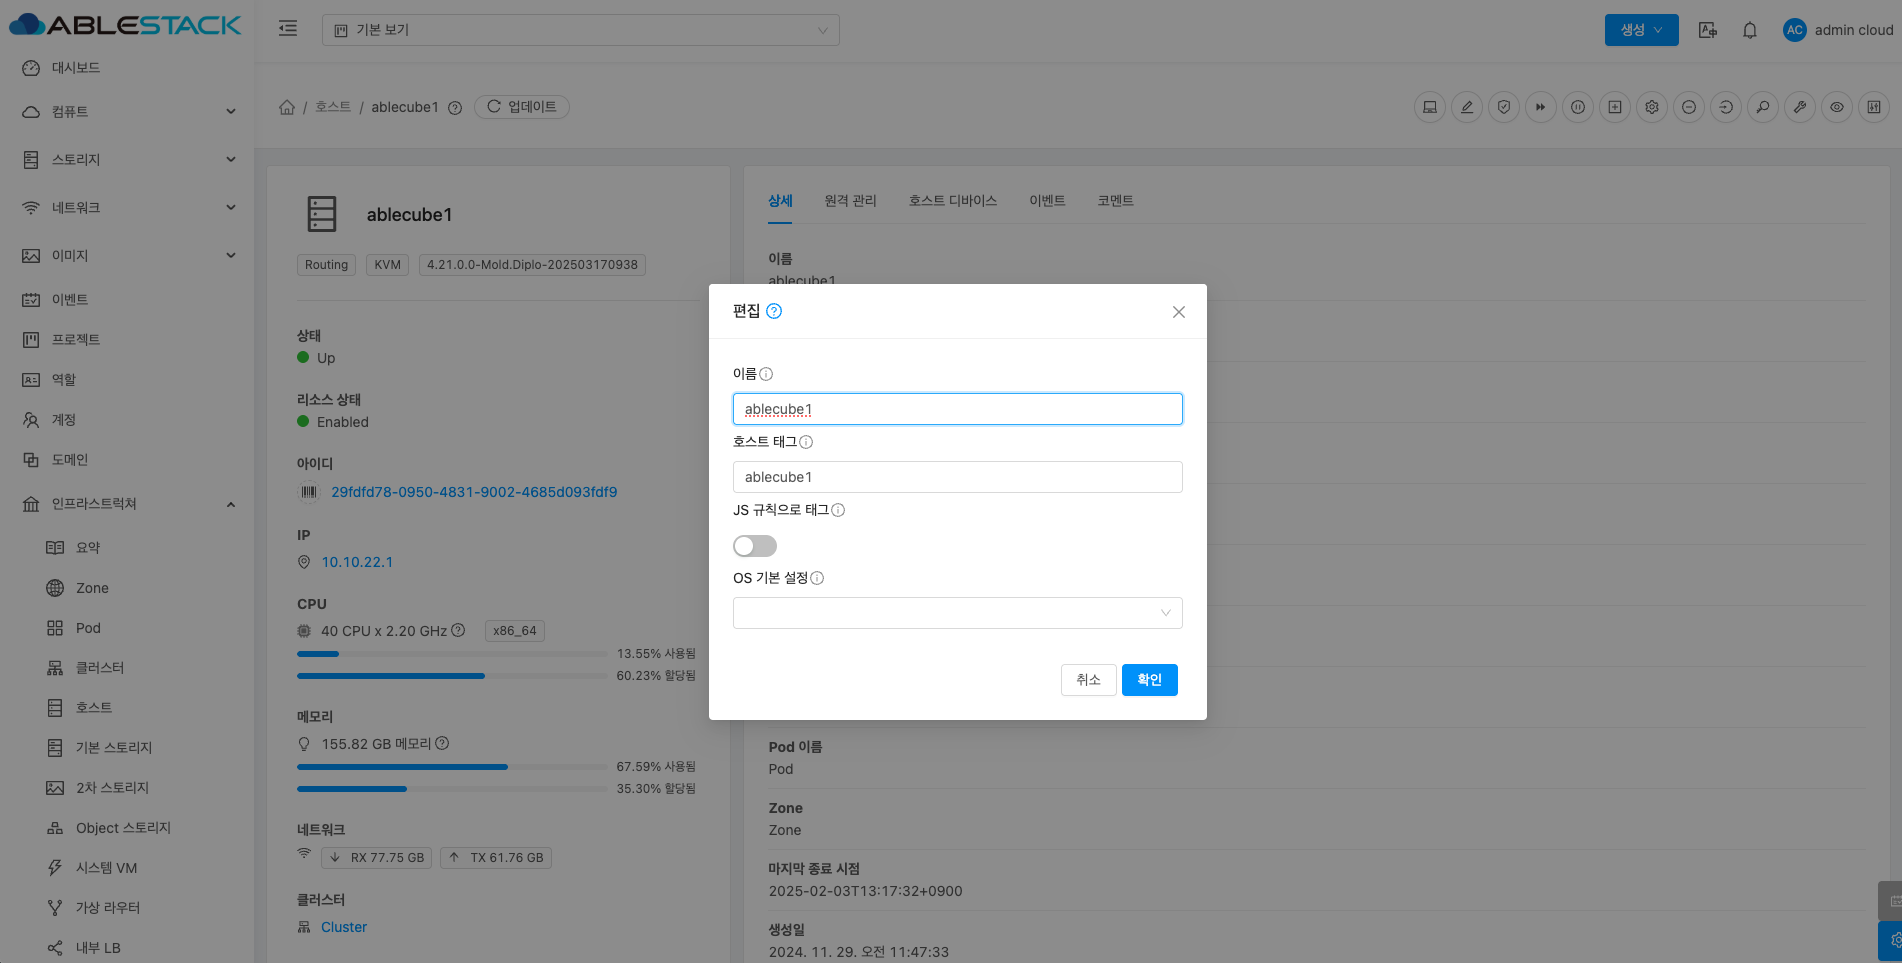 ABLESTACK
기본 보기
생성
AC
admin cloud
대시보드
컴퓨트
스토리지
네트워크
이미지
이벤트
프로젝트
역할
계정
도메인
인프라스트럭쳐
요약
Zone
Pod
클러스터
호스트
기본 스토리지
2차 스토리지
Object 스토리지
시스템 VM
가상 라우터
내부 LB
/ 호스트 / ablecube1
업데이트
ablecube1
Routing
KVM
4.21.0.0-Mold.Diplo-202503170938
상태
Up
리소스 상태
Enabled
아이디
29fdfd78-0950-4831-9002-4685d093fdf9
IP
10.10.22.1
CPU
40 CPU x 2.20 GHz
x86_64
13.55% 사용됨
60.23% 할당됨
메모리
155.82 GB 메모리
67.59% 사용됨
35.30% 할당됨
네트워크
RX 77.75 GB
TX 61.76 GB
클러스터
Cluster
상세
원격 관리
호스트 디바이스
이벤트
코멘트
이름
ablecube1
편집
이름
ablecube1
호스트 태그
ablecube1
JS 규칙으로 태그
OS 기본 설정
취소
확인
Pod 이름
Pod
Zone
Zone
마지막 종료 시점
2025-02-03T13:17:32+0900
생성일
2024. 11. 29. 오전 11:47:33